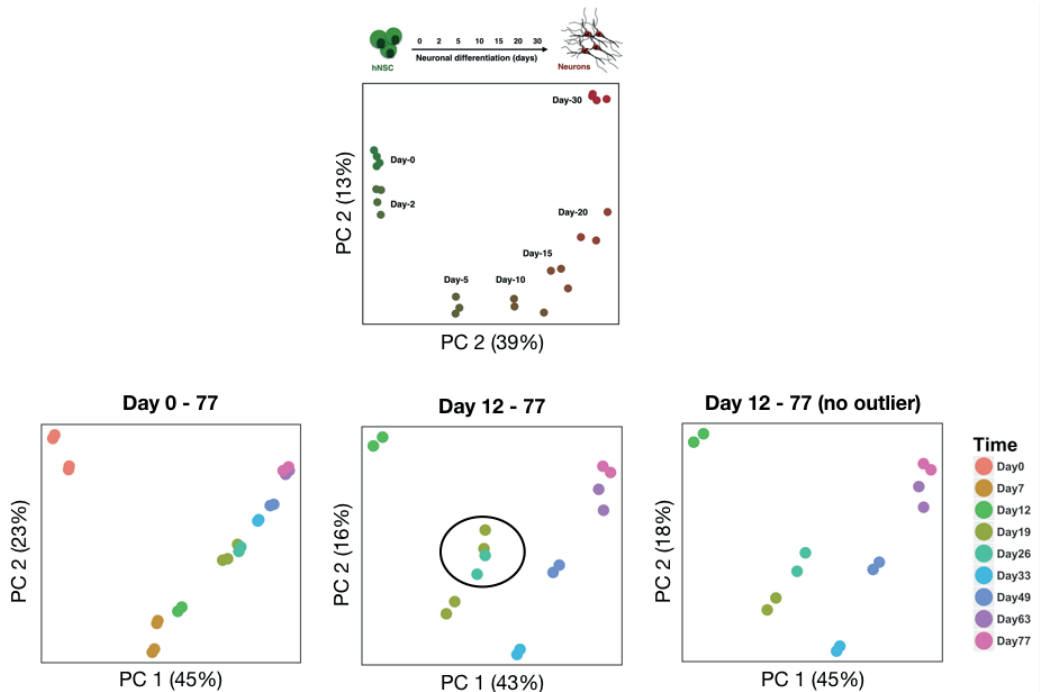 0 2 5 10 15 20 30
Neuronal differentiation (days)
hNSC
Neurons
Day-30
Day-0
Day-2
Day-20
Day-15
Day-5 Day-10
PC 2 (13%)
PC 2 (39%)
Day 0 - 77
Day 12 - 77
Day 12 - 77 (no outlier)
PC 2 (23%)
PC 2 (16%)
PC 2 (18%)
PC 1 (45%)
PC 1 (43%)
PC 1 (45%)
Time
Day0
Day7
Day12
Day19
Day26
Day33
Day49
Day63
Day77